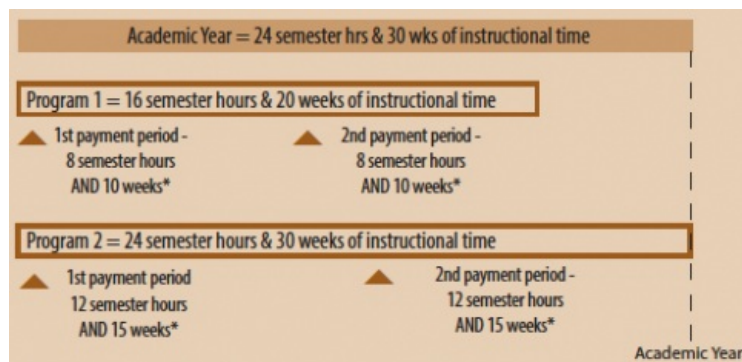 Academic Year = 24 semester hrs & 30 wks of instructional time
Program 1 = 16 semester hours & 20 weeks of instructional time
1st payment period -
8 semester hours
AND 10 weeks*
2nd payment period -
8 semester hours
AND 10 weeks*
Program 2 = 24 semester hours & 30 weeks of instructional time
1st payment period
12 semester hours
AND 15 weeks*
2nd payment period -
12 semester hours
AND 15 weeks*
Academic Year